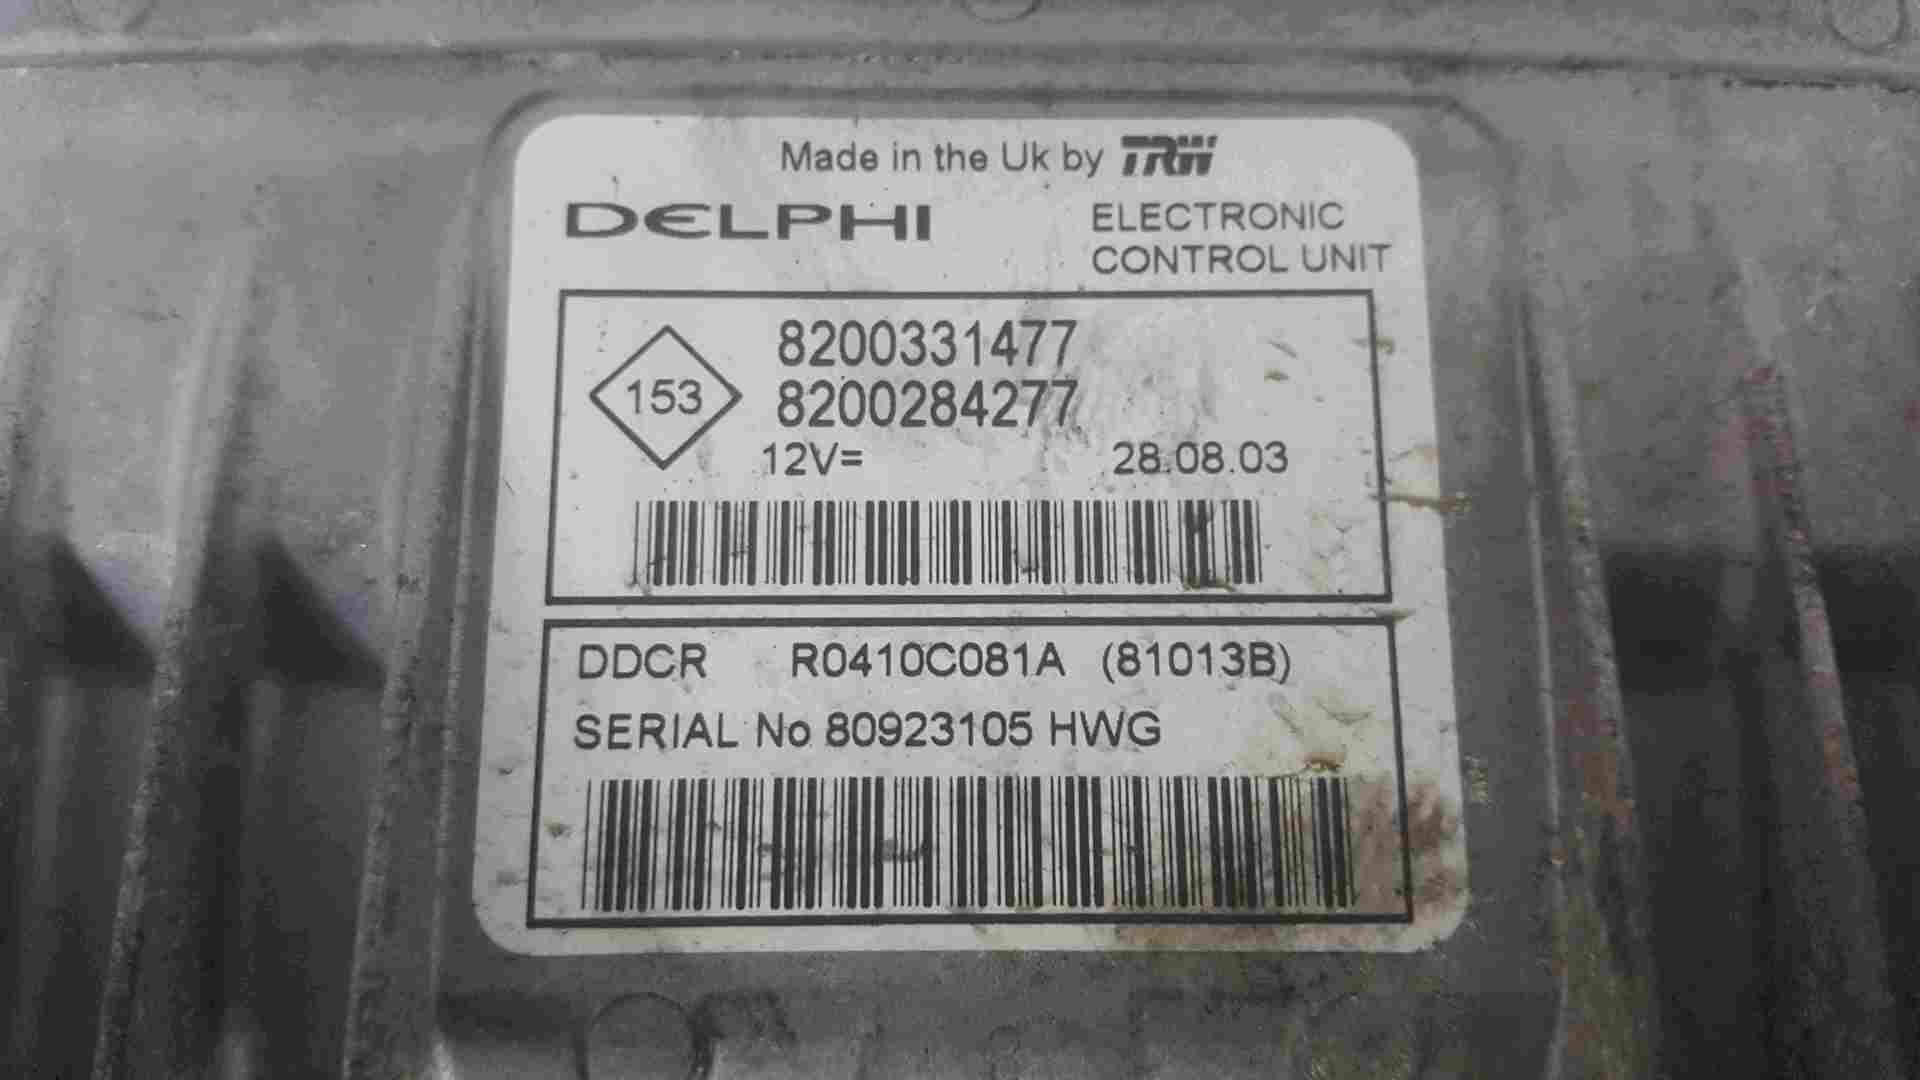 Made in the Uk by TRW
DELPHI
ELECTRONIC
CONTROL UNIT
153
8200331477
8200284277
12V= 28.08.03
DDCR R0410C081A (81013B)
SERIAL No 80923105 HWG